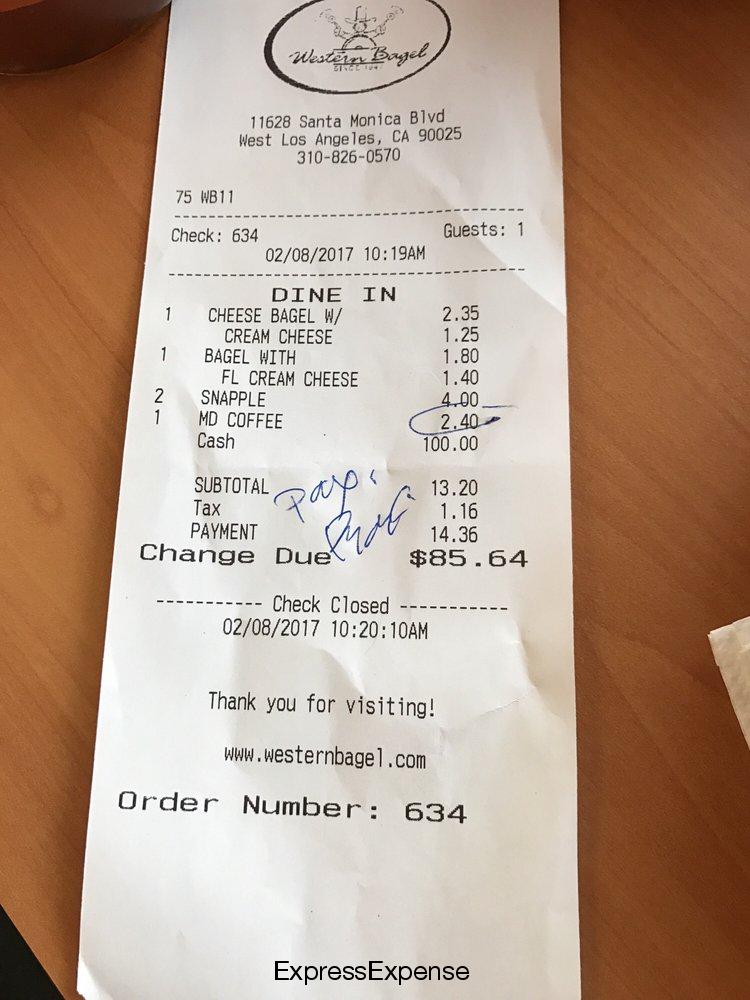 Western Bagel
11628 Santa Monica Blvd
West Los Angeles, CA 90025
310-826-0570
75 WB11
Check: 634 Guests: 1
02/08/2017 10:19AM
DINE IN
1 CHEESE BAGEL W/ 2.35
CREAM CHEESE 1.25
1 BAGEL WITH 1.80
FL CREAM CHEESE 1.40
2 SNAPPLE 4.00
1 MD COFFEE 2.40
Cash 100.00
SUBTOTAL 13.20
Tax 1.16
PAYMENT 14.36
Change Due $85.64
---------- Check Closed ----------
02/08/2017 10:20:10AM
Thank you for visiting!
www.westernbagel.com
Order Number: 634
ExpressExpense